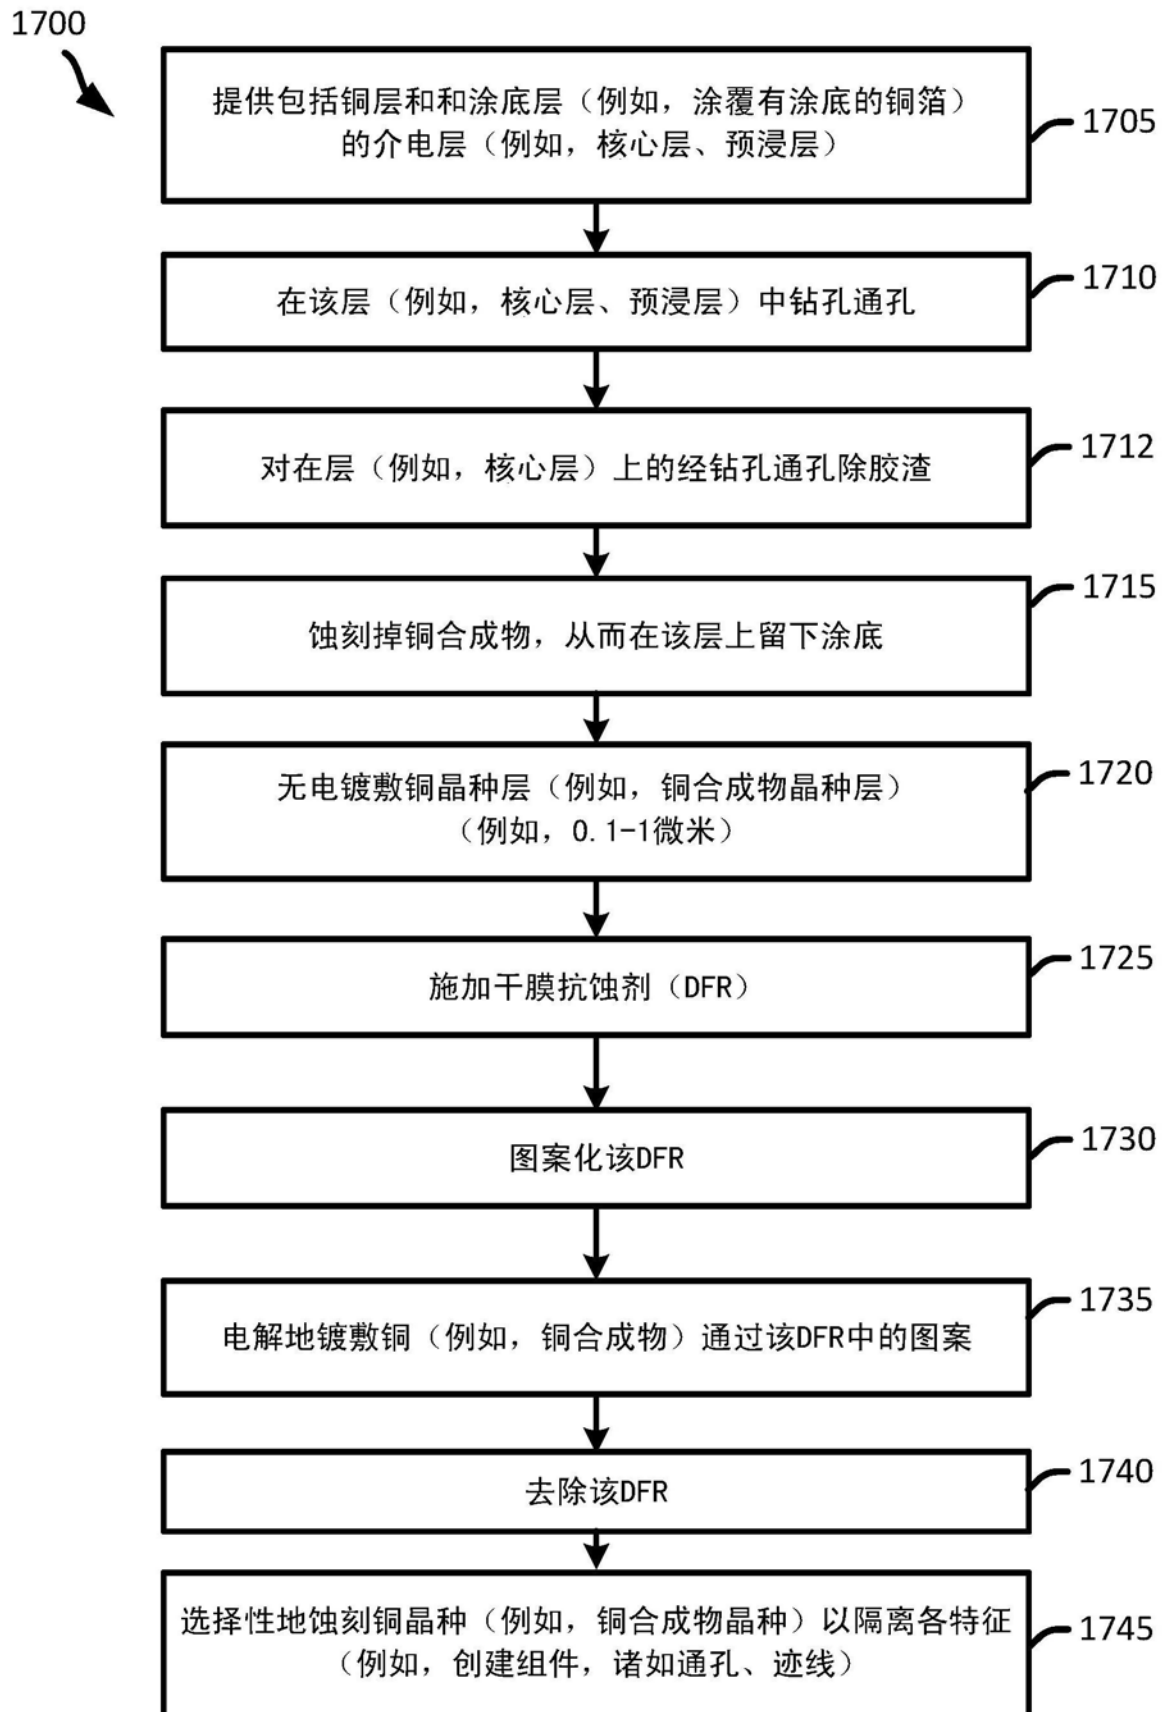 1700
提供包括铜层和和涂底层（例如，涂覆有涂底的铜箔）
的介电层（例如，核心层、预浸层）
1705
在该层（例如，核心层、预浸层）中钻孔通孔
1710
对在层（例如，核心层）上的经钻孔通孔除胶渣
1712
蚀刻掉铜合成物，从而在该层上留下涂底
1715
无电镀敷铜晶种层（例如，铜合成物晶种层）
（例如，0.1-1微米）
1720
施加干膜抗蚀剂（DFR）
1725
图案化该DFR
1730
电解地镀敷铜（例如，铜合成物）通过该DFR中的图案
1735
去除该DFR
1740
选择性地蚀刻铜晶种（例如，铜合成物晶种）以隔离各特征
（例如，创建组件，诸如通孔、迹线）
1745